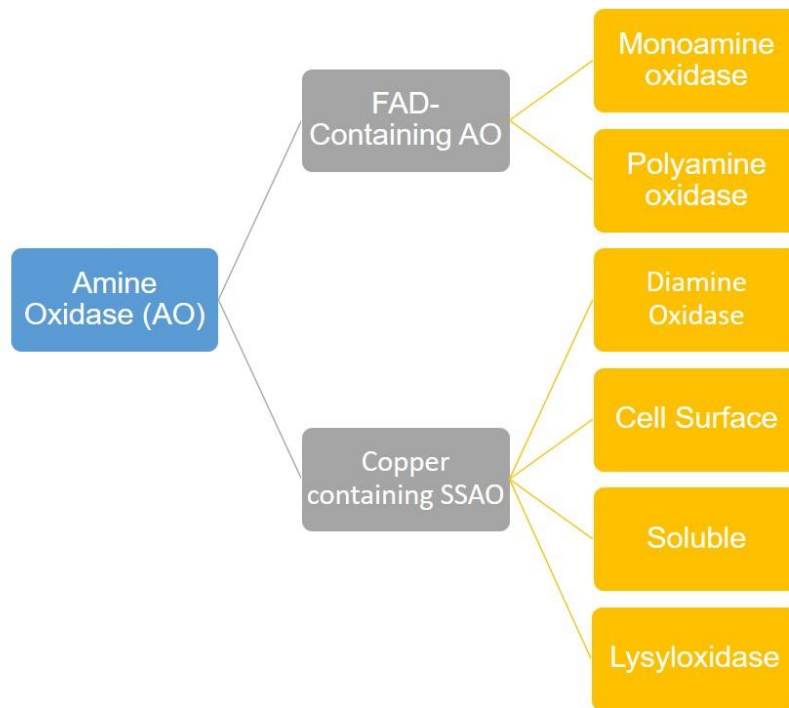 Amine
Oxidase (AO)
FAD-
Containing AO
Monoamine
oxidase
Polyamine
oxidase
Copper
containing SSAO
Diamine
Oxidase
Cell Surface
Soluble
Lysyloxidase